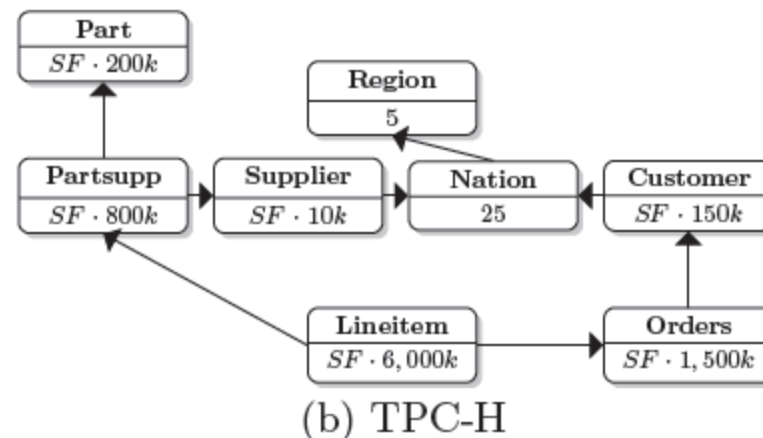 Part
SF · 200k
Region
5
Partsupp
SF · 800k
Supplier
SF · 10k
Nation
25
Customer
SF · 150k
Lineitem
SF · 6,000k
Orders
SF · 1,500k
(b) TPC-H